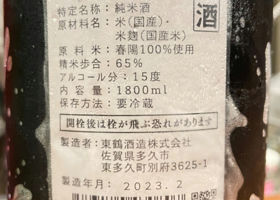 特定名称：純米酒
酒
原材料名：米（国産）・
米麹（国産米）
原料米：春陽100%使用
精米歩合：65%
アルコール分：15度
内容量：1800ml
保存方法：要冷蔵
開栓後は栓が飛ぶ恐れがあります
製造者：東鶴酒造株式会社
佐賀県多久市
東多久町別府3625-1
製造年月：2023.2